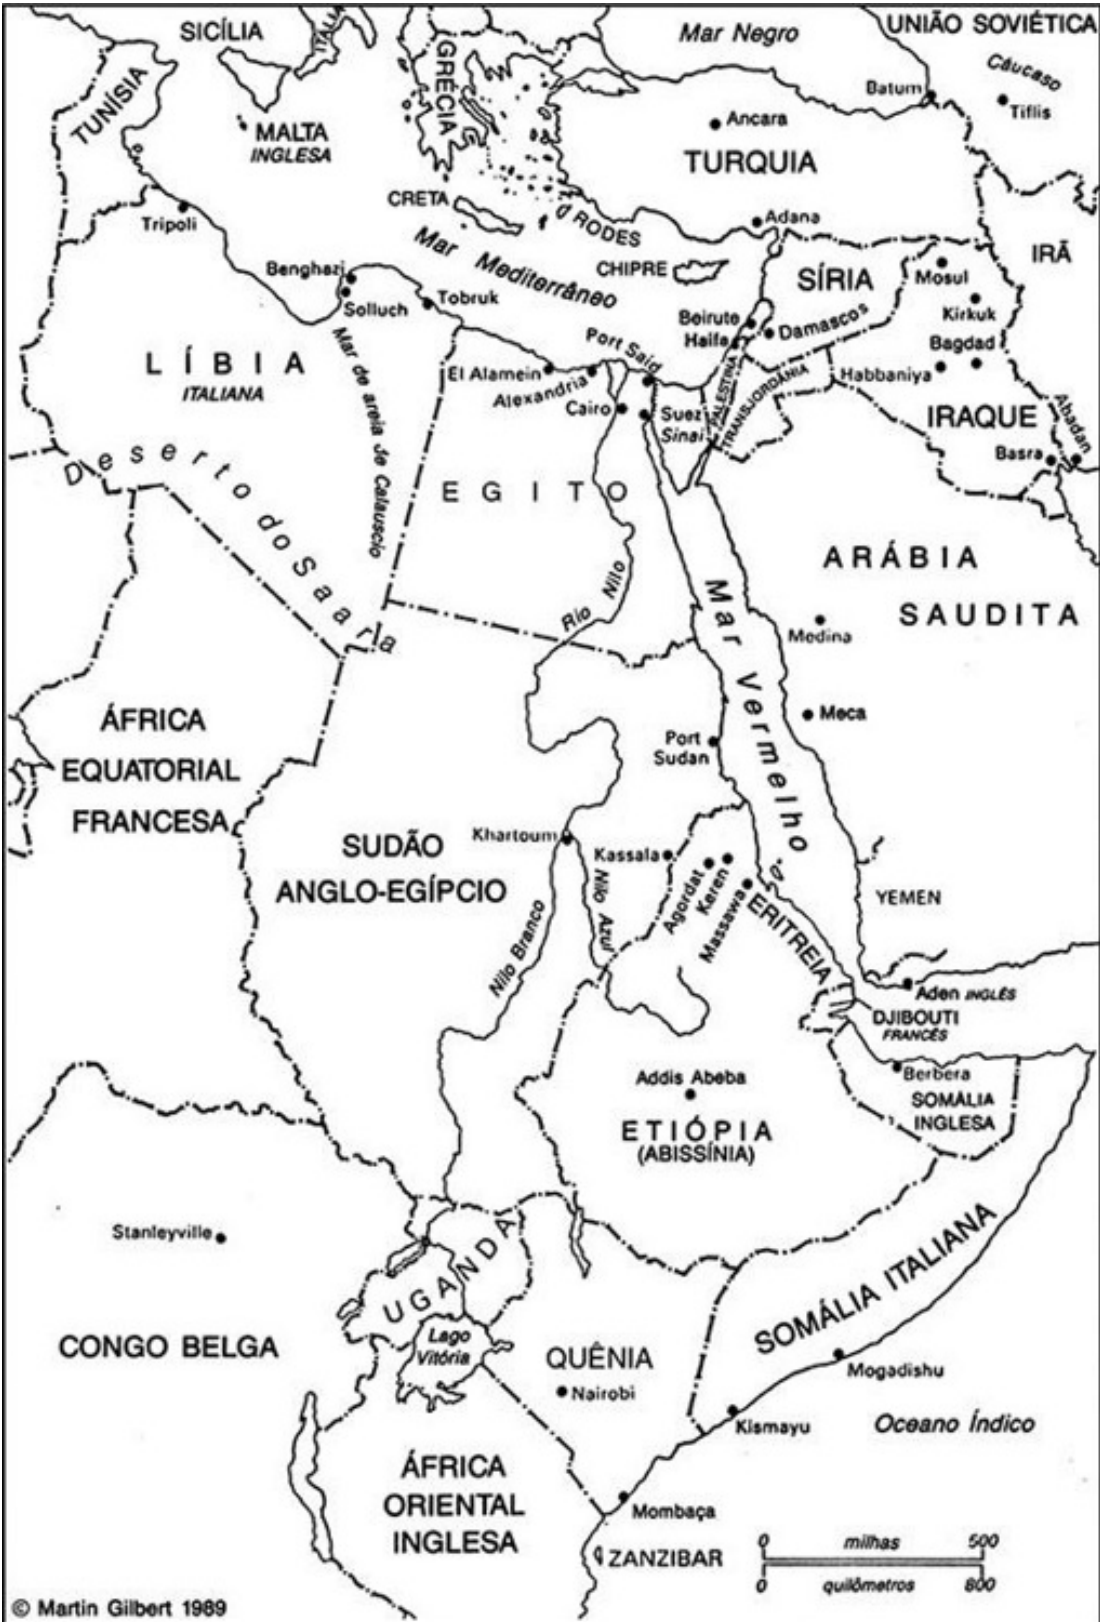 SICÍLIA
ITÁLIA
GRÉCIA
Mar Negro
UNIÃO SOVIÉTICA
Cáucaso
Batum
Tiflis
TUNÍSIA
MALTA
INGLESA
Ancara
TURQUIA
CRETA
RODES
Adana
Tripoli
Mar Mediterrâneo
CHIPRE
SÍRIA
Mosul
IRÃ
Benghazi
Solluch
Tobruk
Beirute
Haifa
Damascos
Kirkuk
Bagdad
LÍBIA
ITALIANA
Mar de areia de Calauscio
El Alamein
Alexandria
Port Said
Cairo
Suez
Sinai
PALESTINA
TRANSJORDÂNIA
Habbaniya
IRAQUE
Abadan
Basra
Deserto do Saara
EGITO
Rio Nilo
Mar Vermelho
ARÁBIA
SAUDITA
Medina
Meca
ÁFRICA
EQUATORIAL
FRANCESA
Port
Sudan
SUDÃO
ANGLO-EGÍPCIO
Khartoum
Kassala
Agordat
Keren
Massawa
ERITREIA
Nilo Branco
Nilo Azul
YEMEN
Aden INGLÊS
DJIBOUTI
FRANCÊS
Berbera
SOMÁLIA
INGLESA
Addis Abeba
ETIÓPIA
(ABISSÍNIA)
Stanleyville
UGANDA
SOMÁLIA ITALIANA
CONGO BELGA
Lago
Vitória
QUÊNIA
Nairobi
Mogadishu
Kismayu
Oceano Índico
ÁFRICA
ORIENTAL
INGLESA
Mombaça
ZANZIBAR
0 milhas 500
0 quilômetros 800
© Martin Gilbert 1989